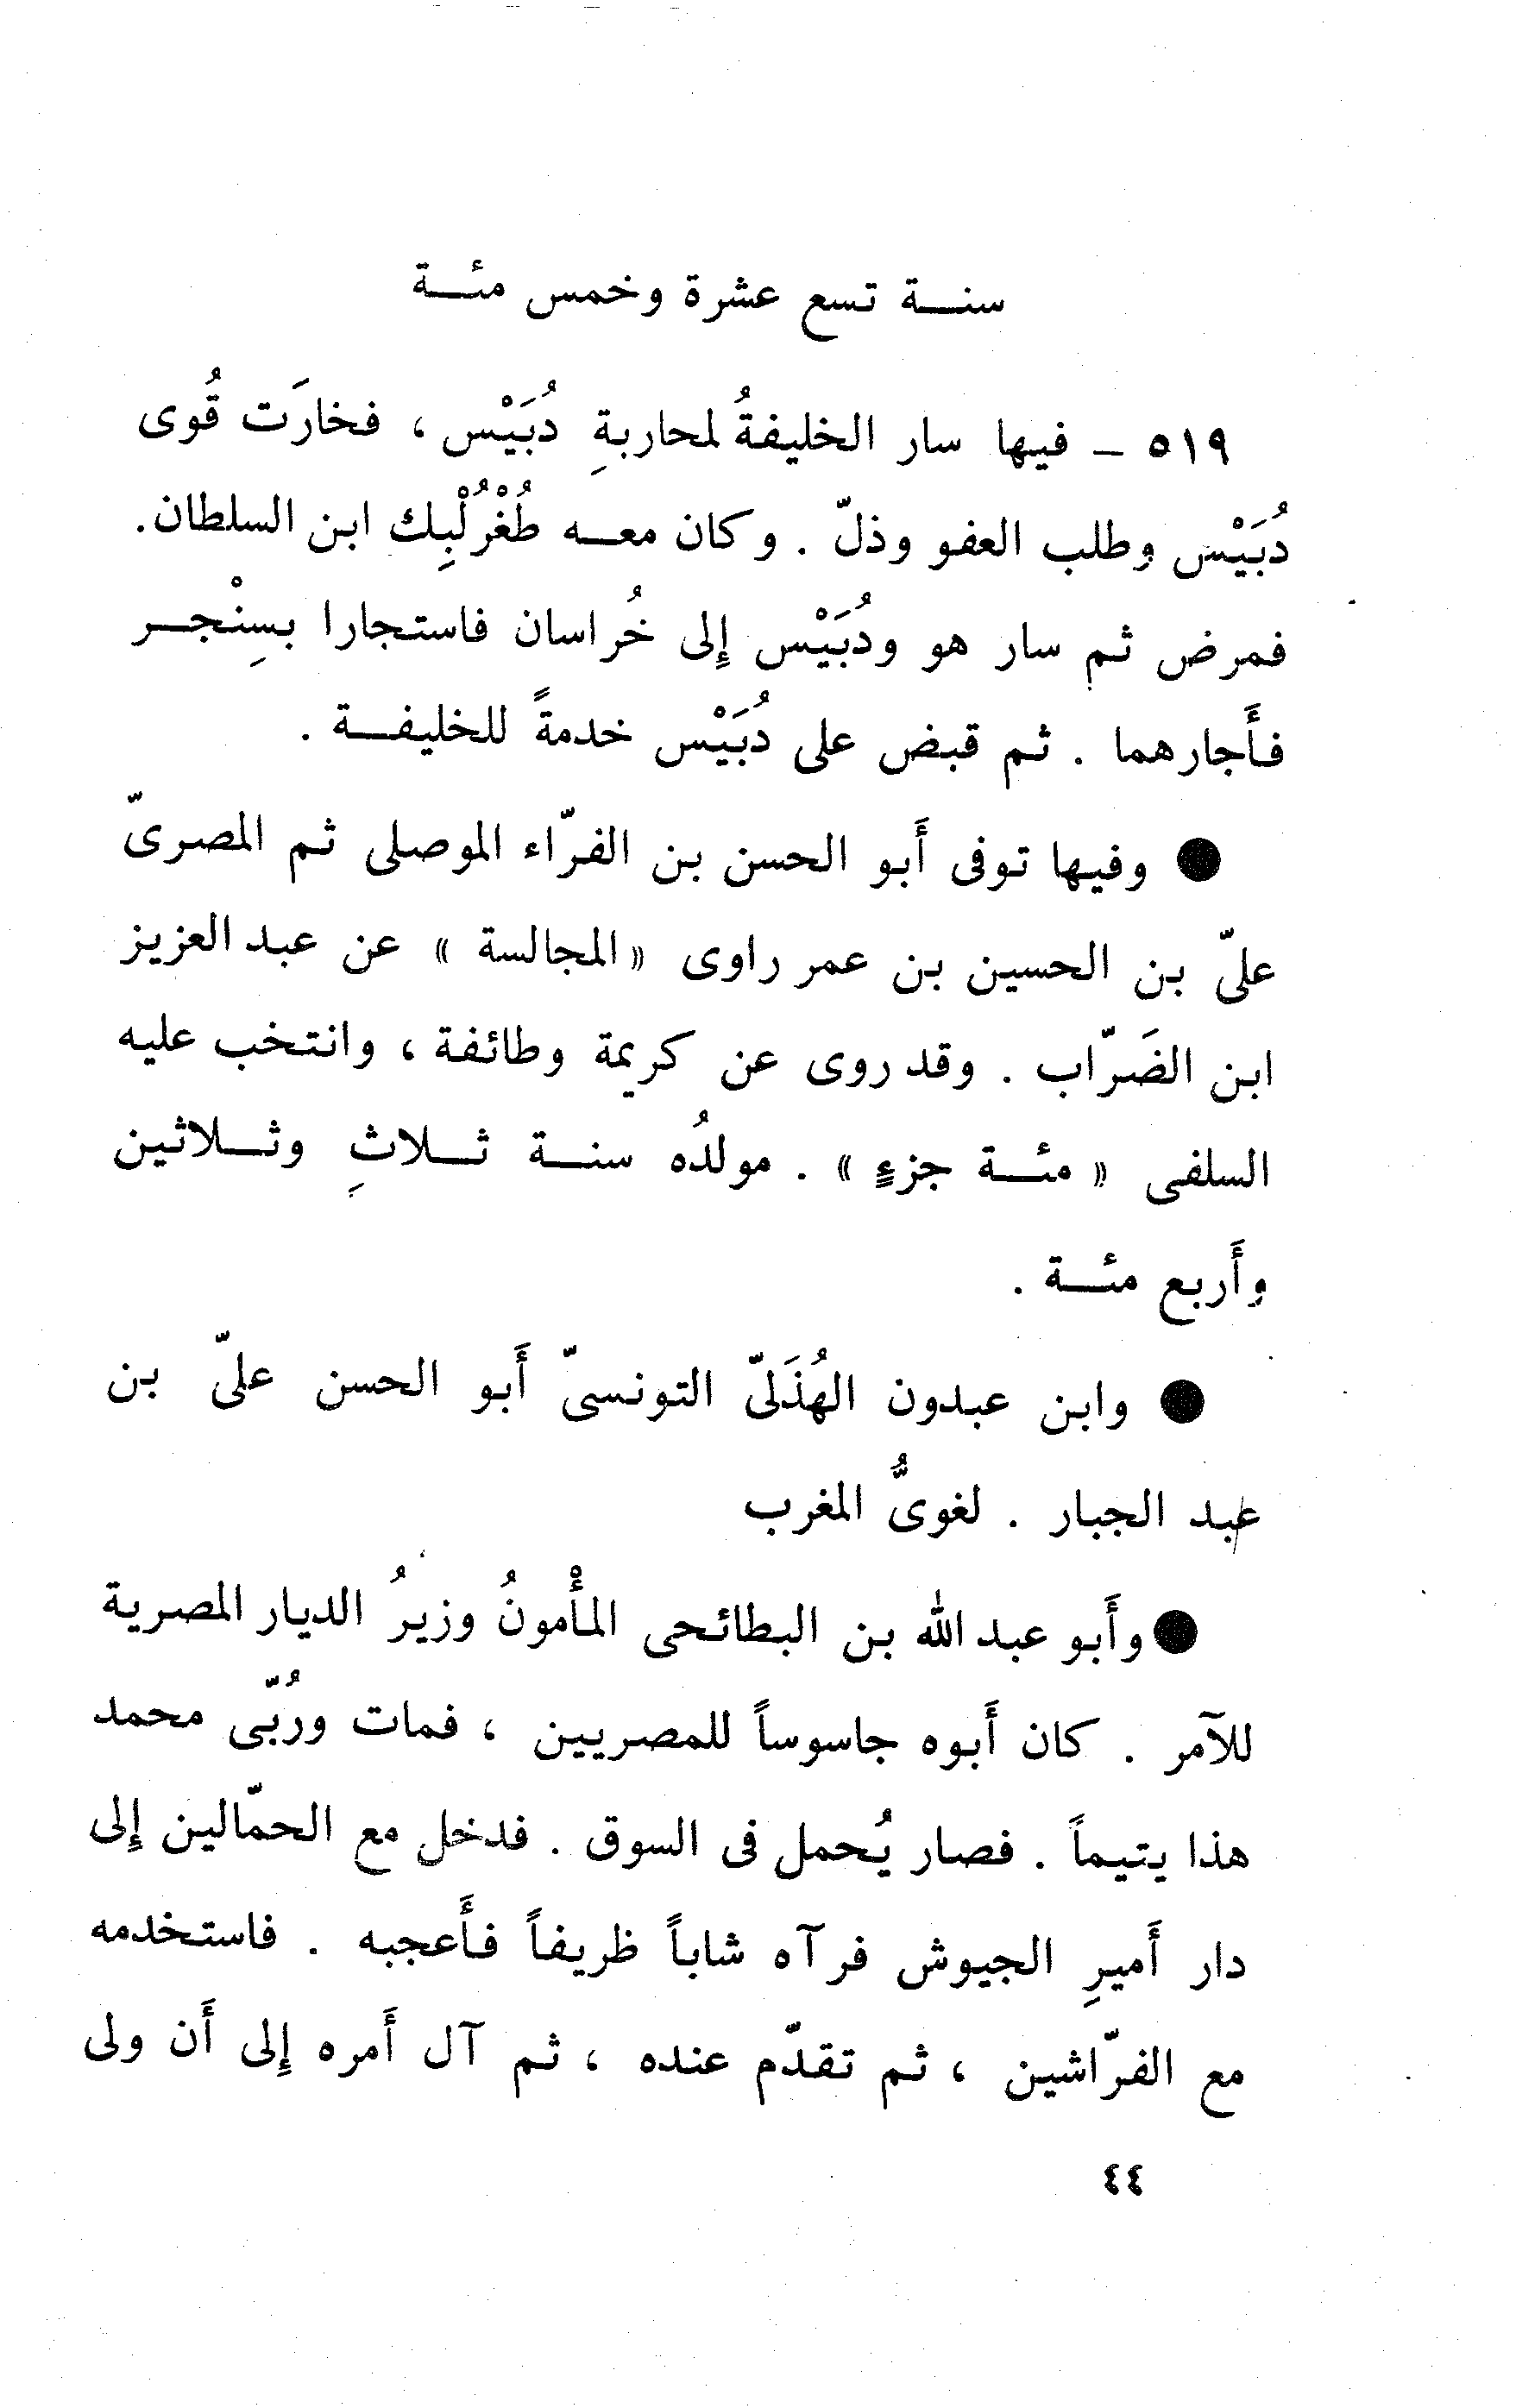 سنة تسع عشرة وخمس مئة
٥١٩ – فيها سار الخليفةُ لمحاربةِ دُبَيْس ، فخارَت قُوى
دُبَيْس وطلب العفو وذلّ . وكان معه طُغْرُلْبِك ابن السلطان.
فمرض ثم سار هو ودُبَيْس إِلى خُراسان فاستجارا بسِنْجر
فأَجارهما . ثم قبض على دُبَيْس خدمةً للخليفة .
● وفيها توفى أَبو الحسن بن الفرّاء الموصلى ثم المصرىّ
علىّ بن الحسين بن عمر راوى « المجالسة » عن عبد العزيز
ابن الضَرّاب . وقد روى عن كريمة وطائفة ، وانتخب عليه
السلفى « مئة جزءٍ » . مولدُه سنة ثلاثِ وثلاثين
وأَربع مئة .
● وابن عبدون الهُذَلىّ التونسىّ أَبو الحسن علىّ بن
عبد الجبار . لغوىُّ المغرب
● وأَبو عبد الله بن البطائحى المأْمونُ وزيرُ الديار المصرية
للآمر . كان أَبوه جاسوساً للمصريين ، فمات ورُبّى محمد
هذا يتيماً . فصار يُحمل فى السوق . فدخل مع الحمّالين إِلى
دار أَميرِ الجيوش فرآه شاباً ظريفاً فأَعجبه . فاستخدمه
مع الفرّاشين ، ثم تقدّم عنده ، ثم آل أَمره إِلى أَن ولى
٤٤